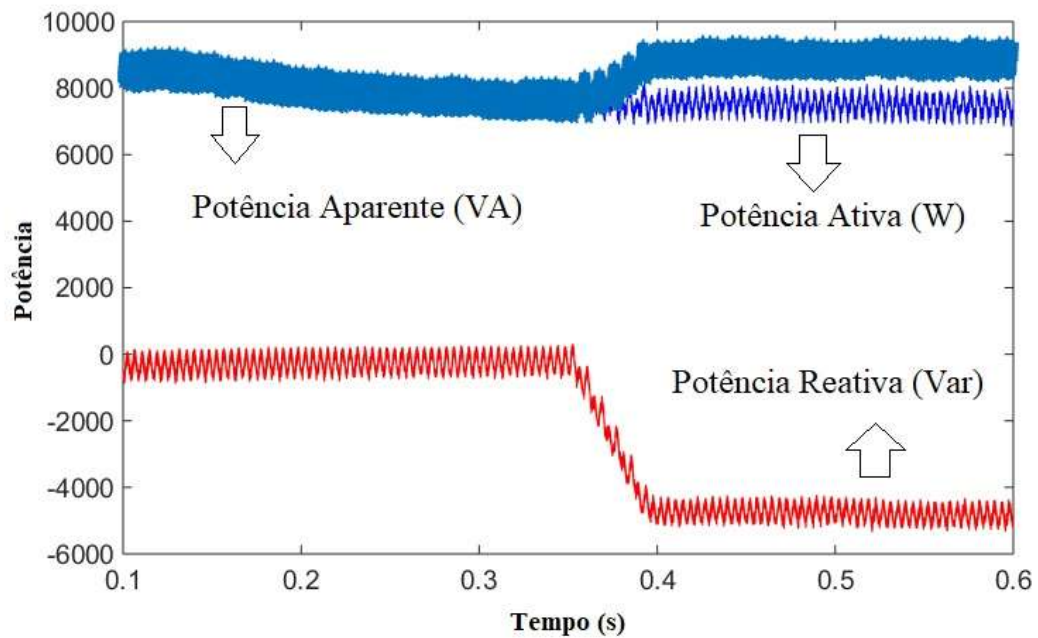 10000
8000
6000
4000
2000
0
-2000
-4000
-6000
Potência
Potência Aparente (VA)
Potência Ativa (W)
Potência Reativa (Var)
0.1 0.2 0.3 0.4 0.5 0.6
Tempo (s)